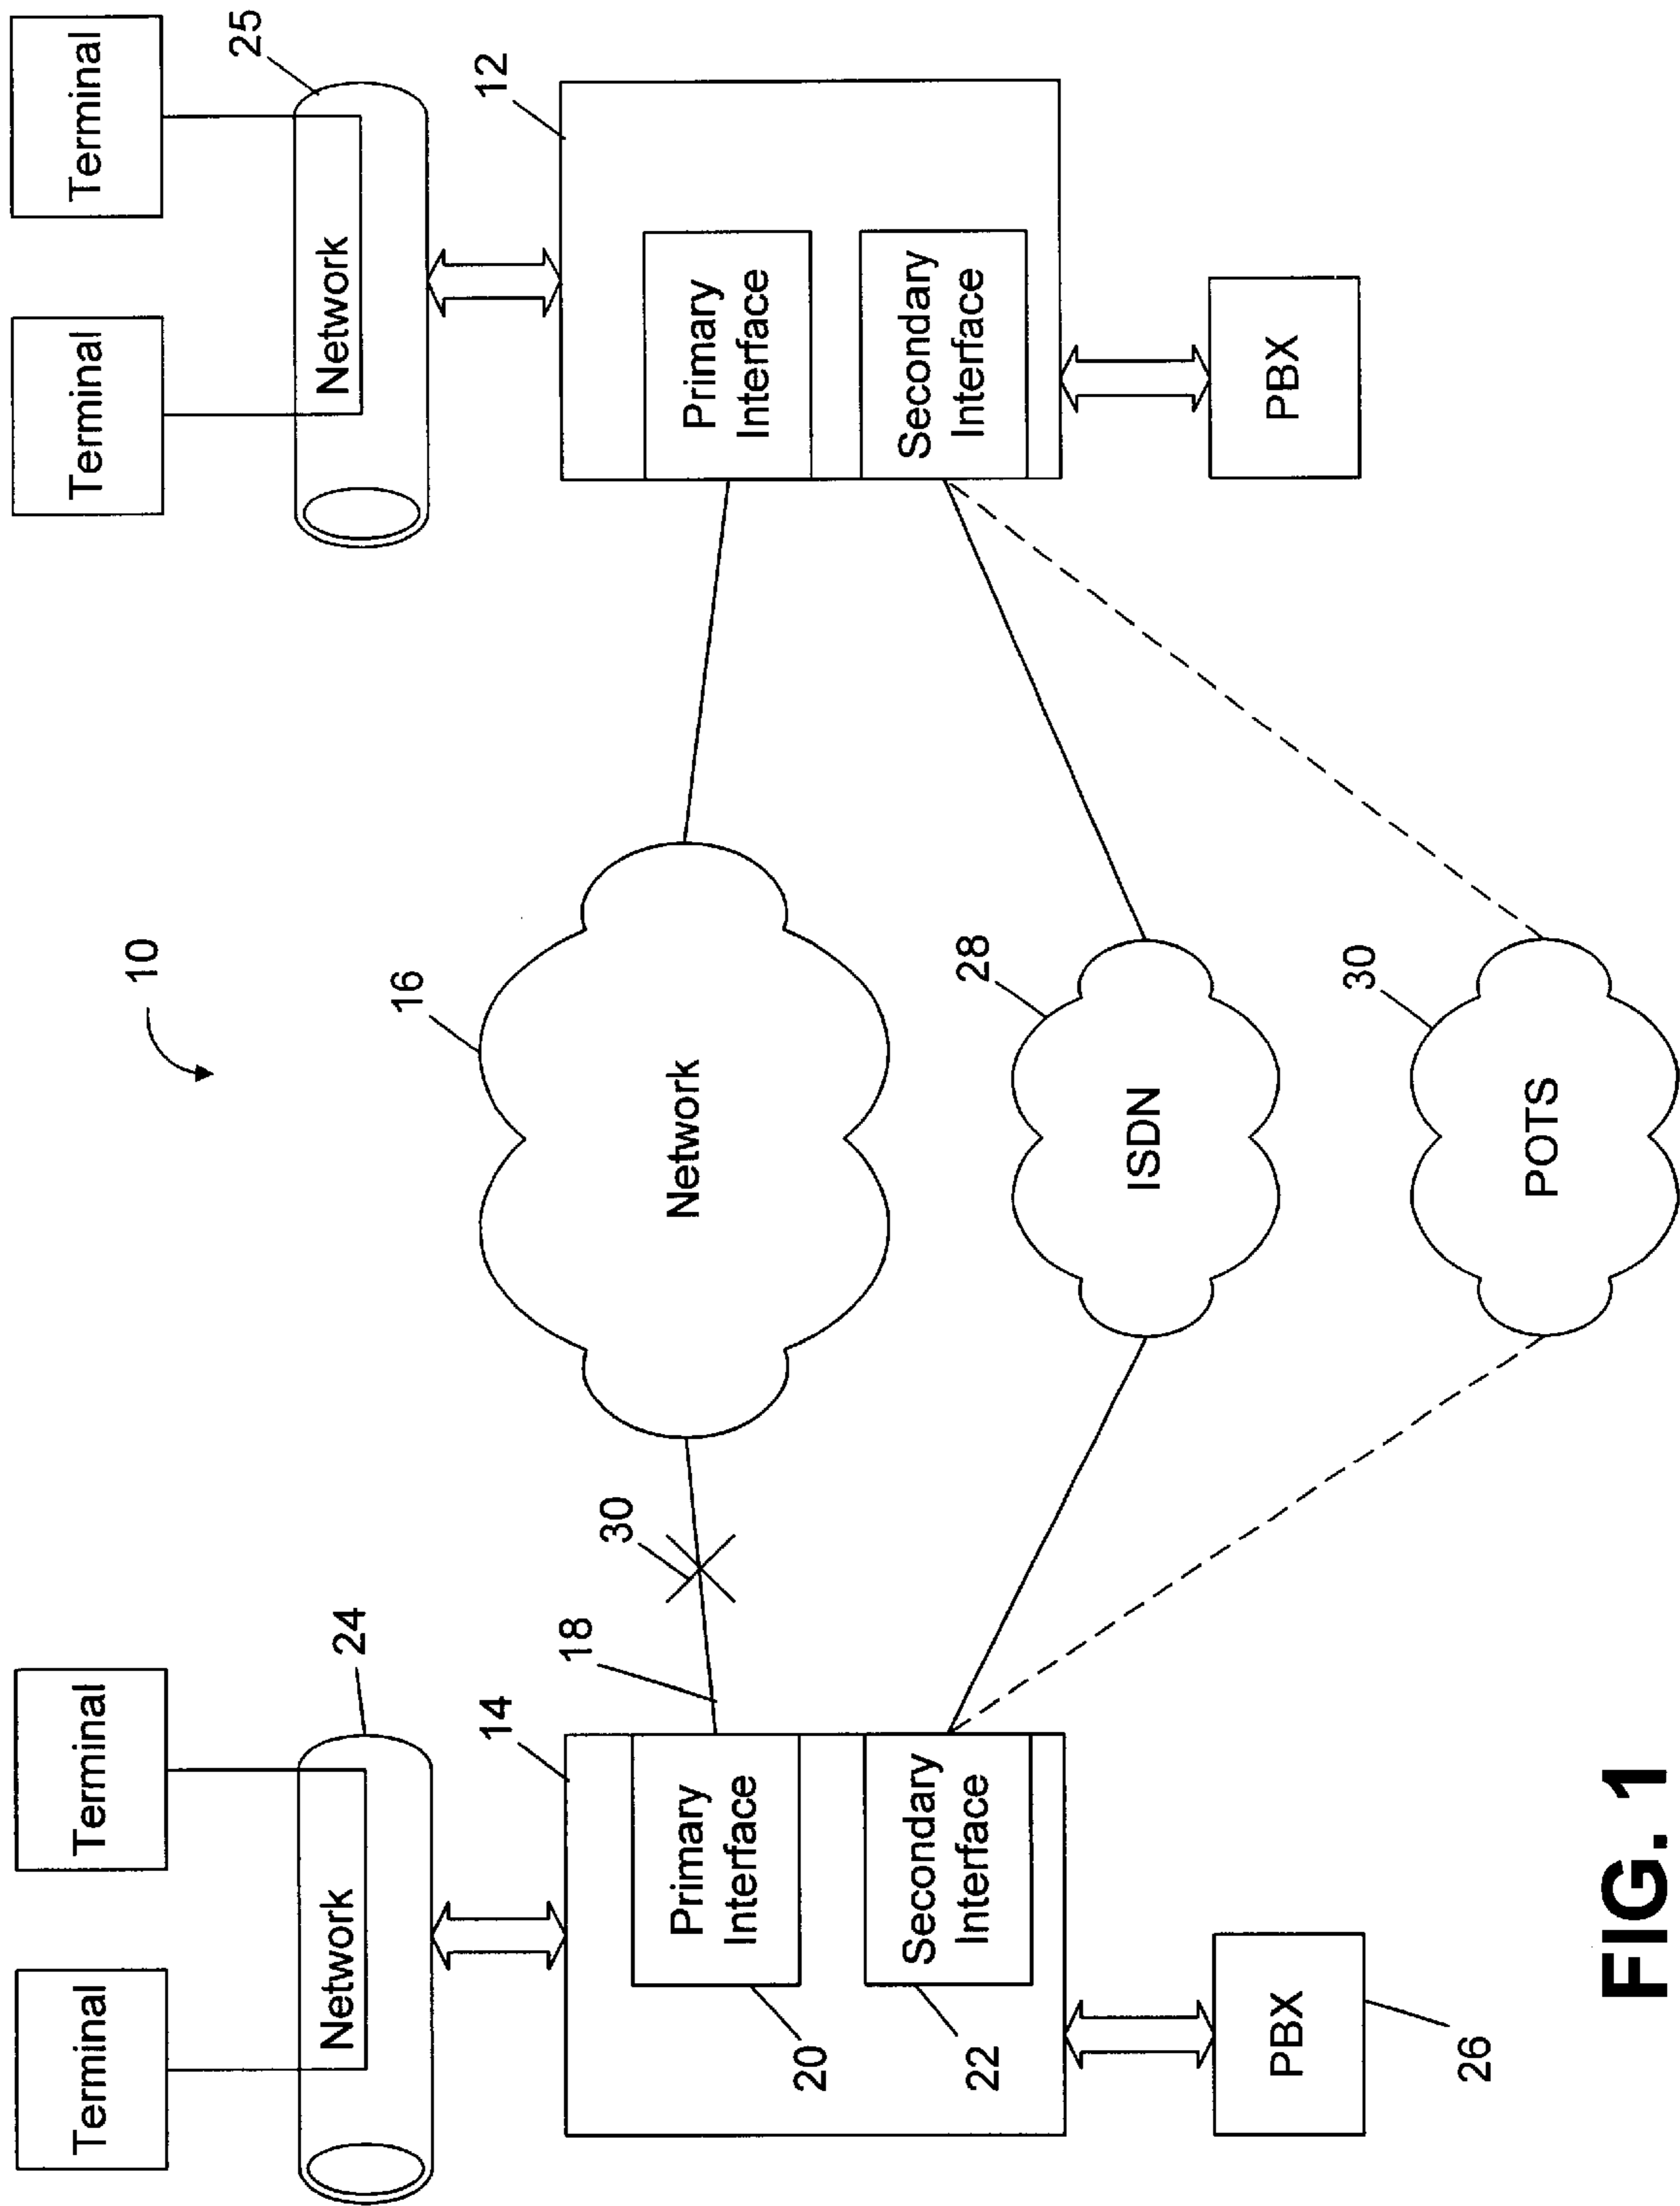 10
Terminal
Terminal
Network
24
Terminal
Terminal
Network
25
14
Primary
Interface
20
Secondary
Interface
22
18
30
Network
16
12
Primary
Interface
Secondary
Interface
ISDN
28
PBX
26
POTS
30
PBX
FIG. 1